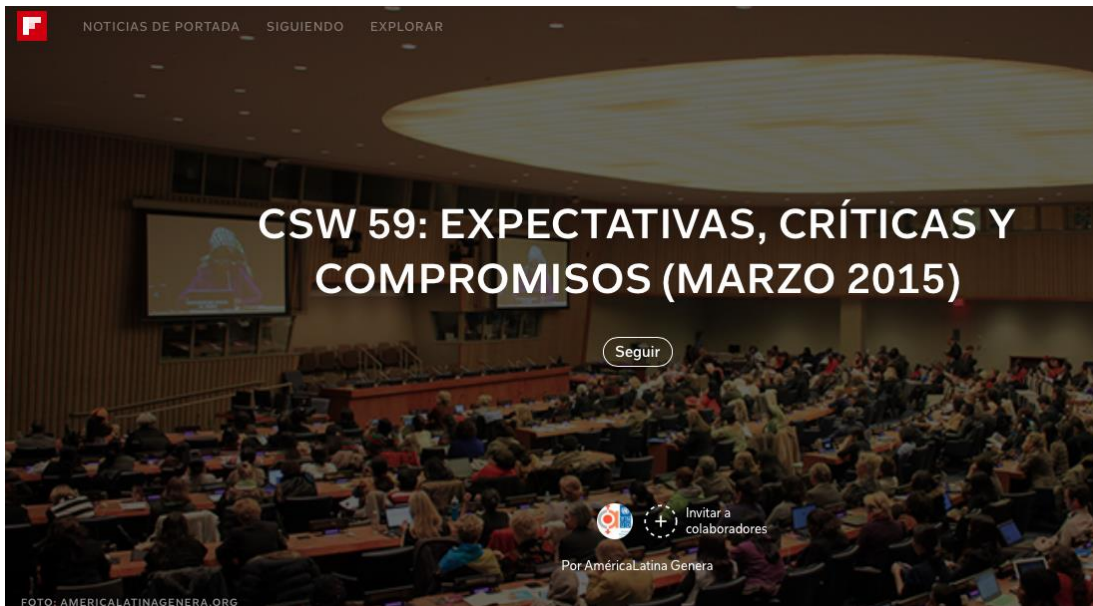 NOTICIAS DE PORTADA SIGUIENDO EXPLORAR
CSW 59: EXPECTATIVAS, CRÍTICAS Y
COMPROMISOS (MARZO 2015)
Seguir
Invitar a
colaboradores
Por AméricaLatina Genera
FOTO: AMERICALATINAGENERA.ORG